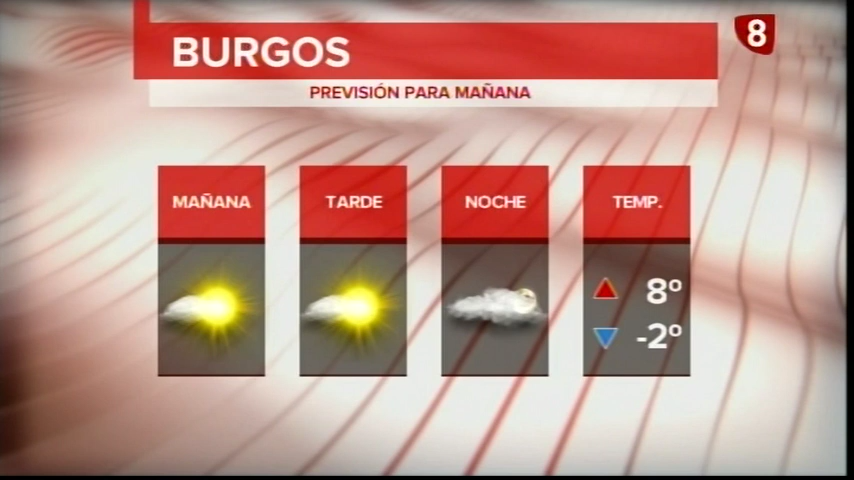 BURGOS
8
PREVISIÓN PARA MAÑANA
MAÑANA
TARDE
NOCHE
TEMP.
8º
-2º